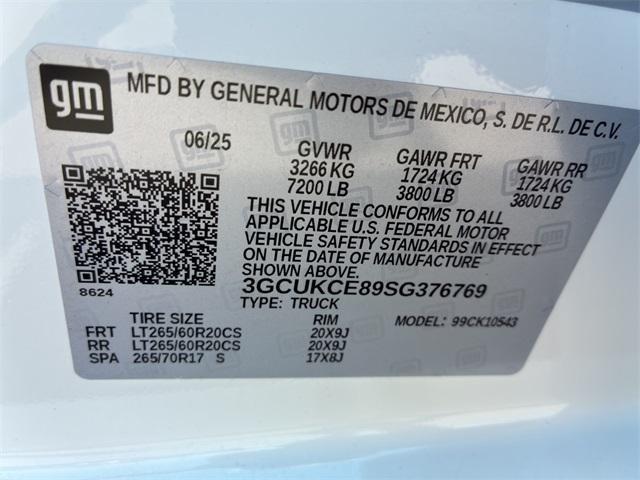 gm
MFD BY GENERAL MOTORS DE MEXICO, S. DE R.L. DE C.V.
06/25 GVWR GAWR FRT GAWR RR
3266 KG 1724 KG 1724 KG
7200 LB 3800 LB 3800 LB
THIS VEHICLE CONFORMS TO ALL
APPLICABLE U.S. FEDERAL MOTOR
VEHICLE SAFETY STANDARDS IN EFFECT
ON THE DATE OF MANUFACTURE
SHOWN ABOVE.
8624
3GCUKCE89SG376769
TYPE: TRUCK
TIRE SIZE RIM MODEL: 99CK10543
FRT LT265/60R20CS 20X9J
RR LT265/60R20CS 20X9J
SPA 265/70R17 S 17X8J